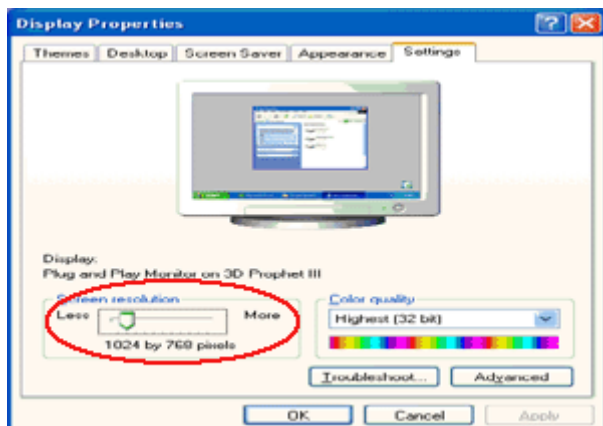 Display Properties
Themes Desktop Screen Saver Appearance Settings
Display:
Plug and Play Monitor on 3D Prophet III
Screen resolution
Less More
1024 by 768 pixels
Color quality
Highest (32 bit)
Troubleshoot... Advanced
OK Cancel Apply